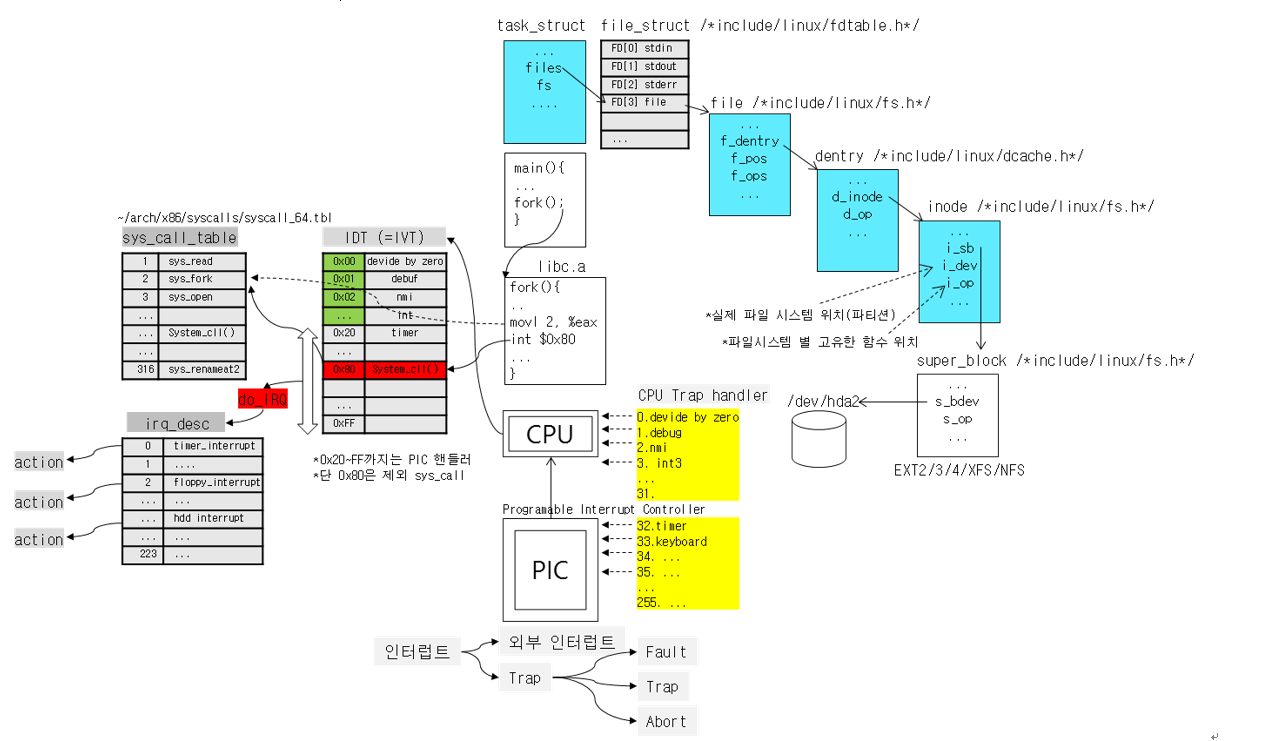 task_struct
...
files
fs
....
file_struct /*include/linux/fdtable.h*/
FD[0] stdin
FD[1] stdout
FD[2] stderr
FD[3] file
...
file /*include/linux/fs.h*/
...
f_dentry
f_pos
f_ops
...
dentry /*include/linux/dcache.h*/
...
d_inode
d_op
...
inode /*include/linux/fs.h*/
...
i_sb
i_dev
i_op
...
*실제 파일 시스템 위치(파티션)
*파일시스템 별 고유한 함수 위치
super_block /*include/linux/fs.h*/
...
s_bdev
s_op
...
/dev/hda2
EXT2/3/4/XFS/NFS
main(){
...
fork();
}
libc.a
fork(){
..
movl 2, %eax
int $0x80
...
}
~/arch/x86/syscalls/syscall_64.tbl
sys_call_table
1 sys_read
2 sys_fork
3 sys_open
...
... System_cll()
...
316 sys_renameat2
IDT (=IVT)
0x00 devide by zero
0x01 debuf
0x02 nmi
... int
0x20 timer
...
0x80 System_cll()
...
0xFF
*0x20~FF까지는 PIC 핸들러
*단 0x80은 제외 sys_call
do_IRQ
irq_desc
0 timer_interrupt
1 ....
2 floppy_interrupt
... ...
... hdd interrupt
... ...
223 ...
action
action
action
CPU
CPU Trap handler
0.devide by zero
1.debug
2.nmi
3. int3
...
31.
Programable Interrupt Controller
PIC
32.timer
33.keyboard
34. ...
35. ...
...
255. ...
인터럽트
외부 인터럽트
Trap
Fault
Trap
Abort